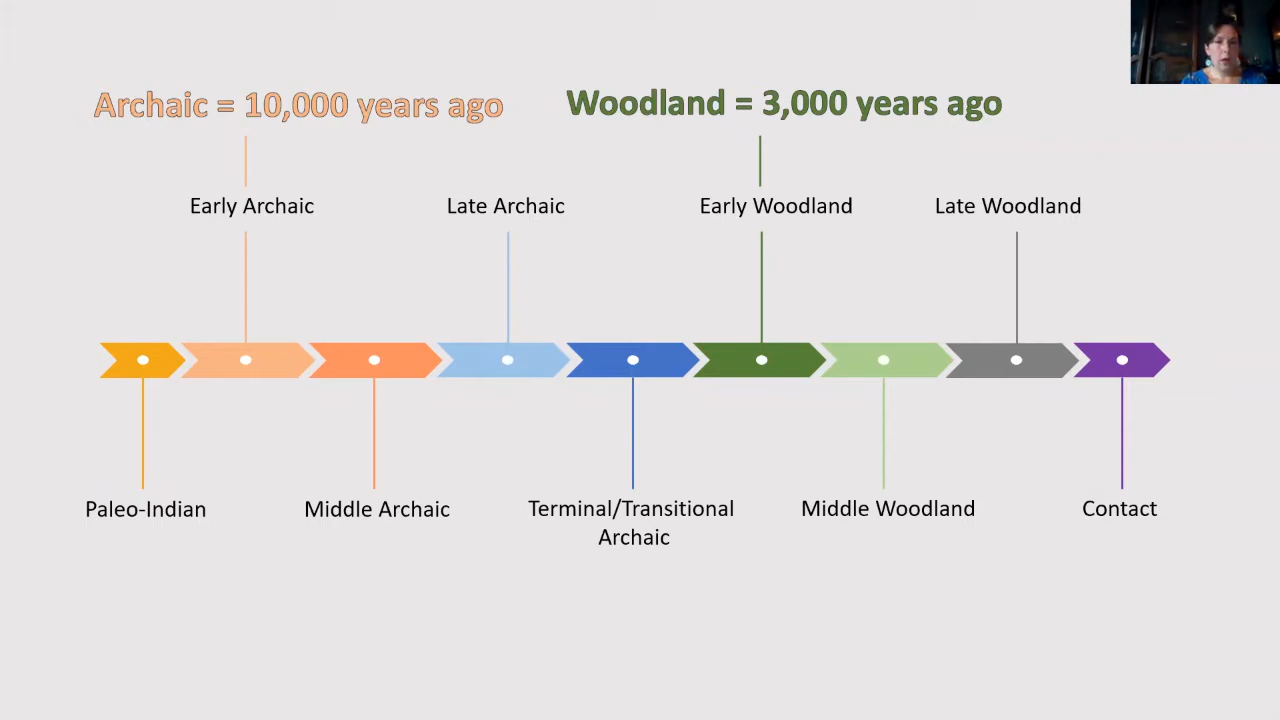 Archaic = 10,000 years ago
Woodland = 3,000 years ago
Early Archaic
Late Archaic
Early Woodland
Late Woodland
Paleo-Indian
Middle Archaic
Terminal/Transitional
Archaic
Middle Woodland
Contact